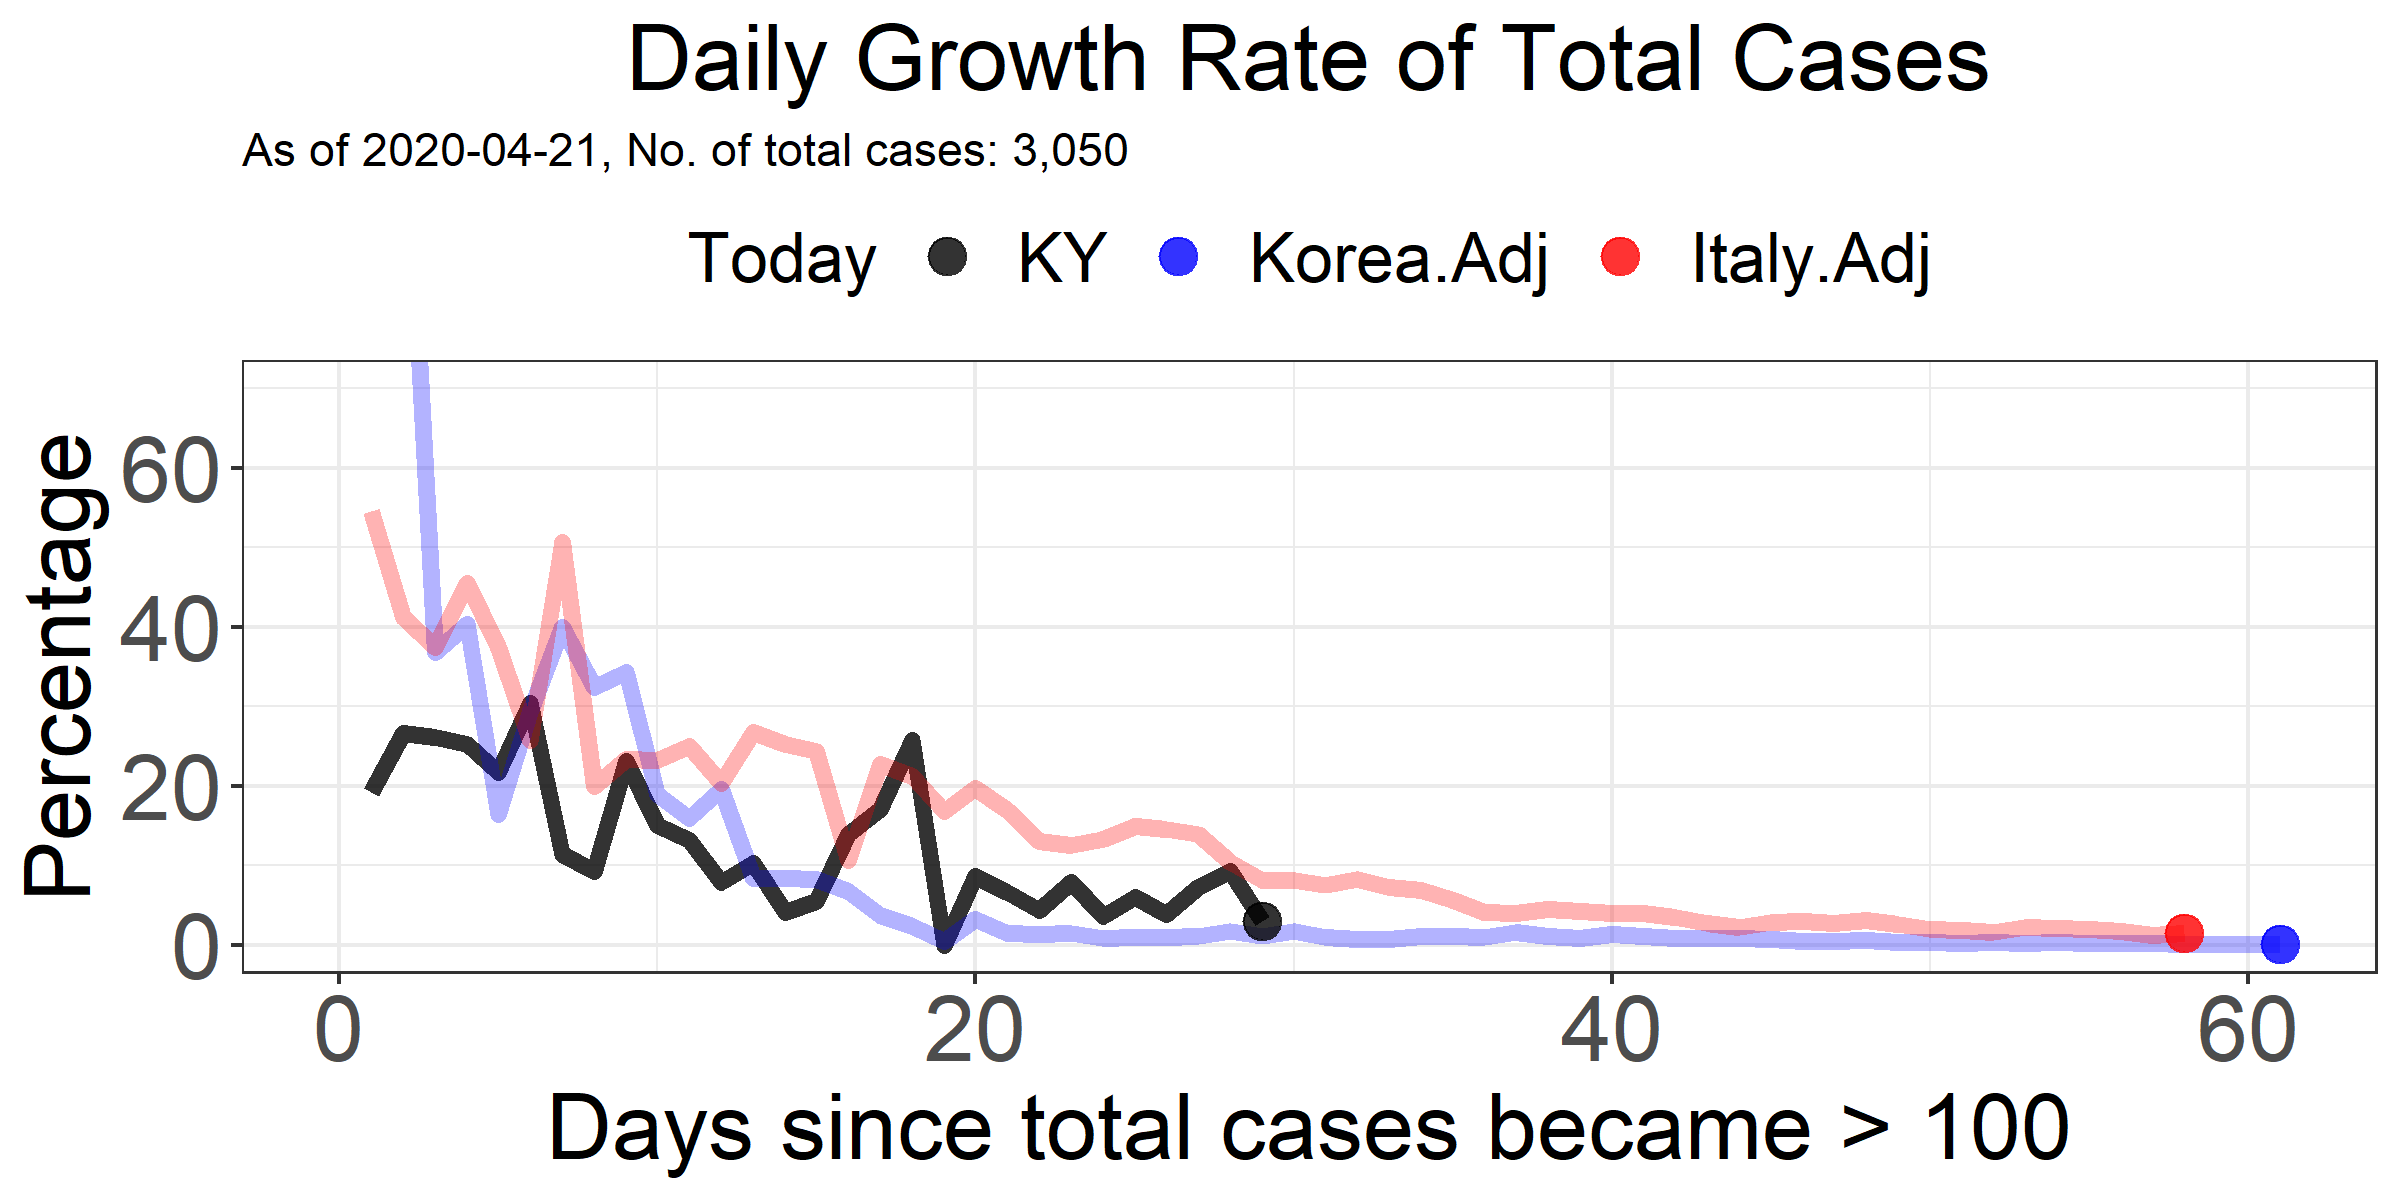 Daily Growth Rate of Total Cases
As of 2020-04-21, No. of total cases: 3,050
Today KY Korea.Adj Italy.Adj
Percentage
60
40
20
0
0 20 40 60
Days since total cases became > 100